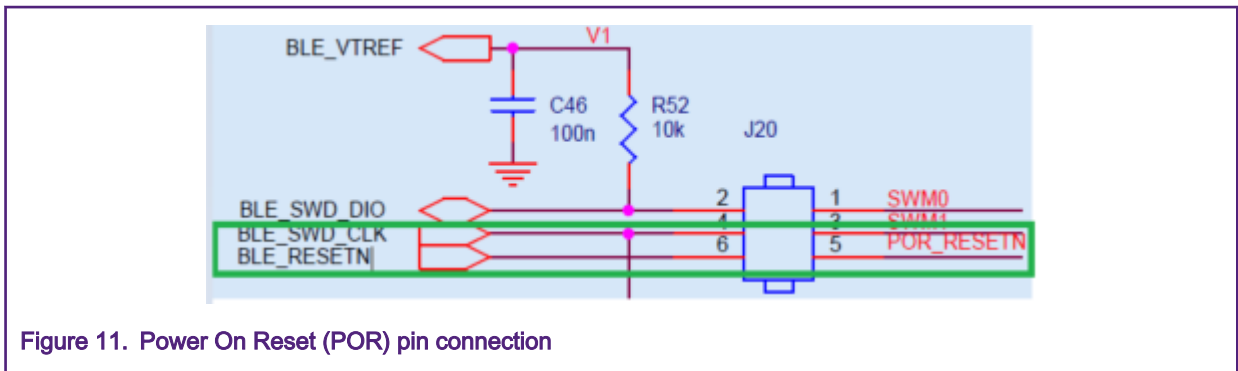 V1
BLE_VTREF
C46
100n
R52
10k
J20
BLE_SWD_DIO 2 1 SWM0
BLE_SWD_CLK 4 3 SWM1
BLE_RESETN 6 5 POR_RESETN
Figure 11. Power On Reset (POR) pin connection